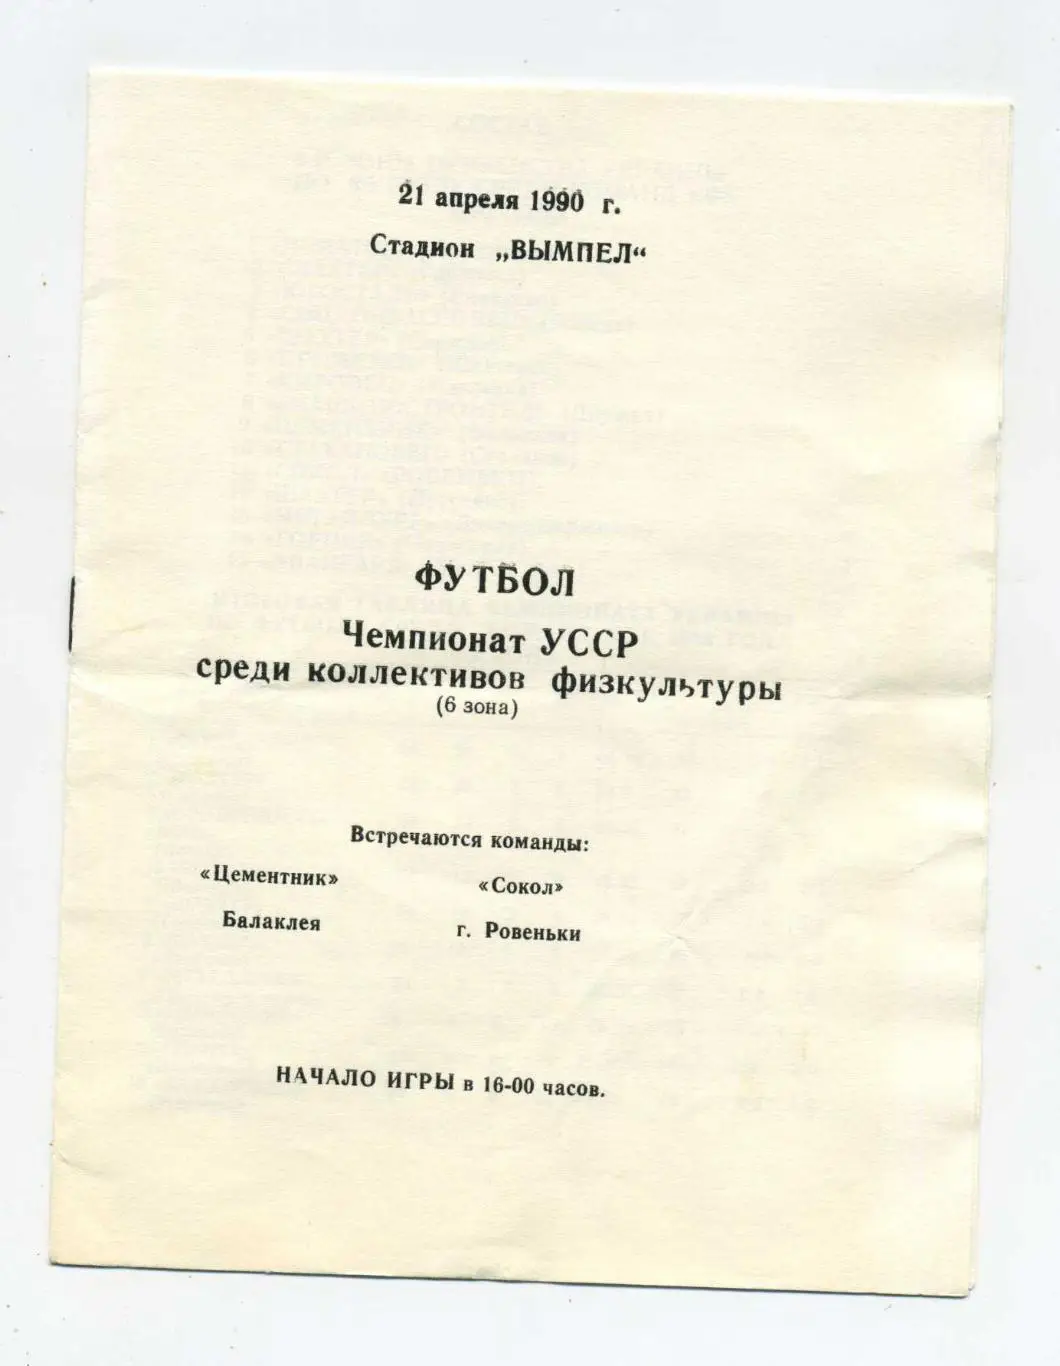 21 апреля 1990 г.
Стадион „ВЫМПЕЛ“
ФУТБОЛ
Чемпионат УССР
среди коллективов физкультуры
(6 зона)
Встречаются команды:
«Цементник» «Сокол»
Балаклея г. Ровеньки
НАЧАЛО ИГРЫ в 16-00 часов.